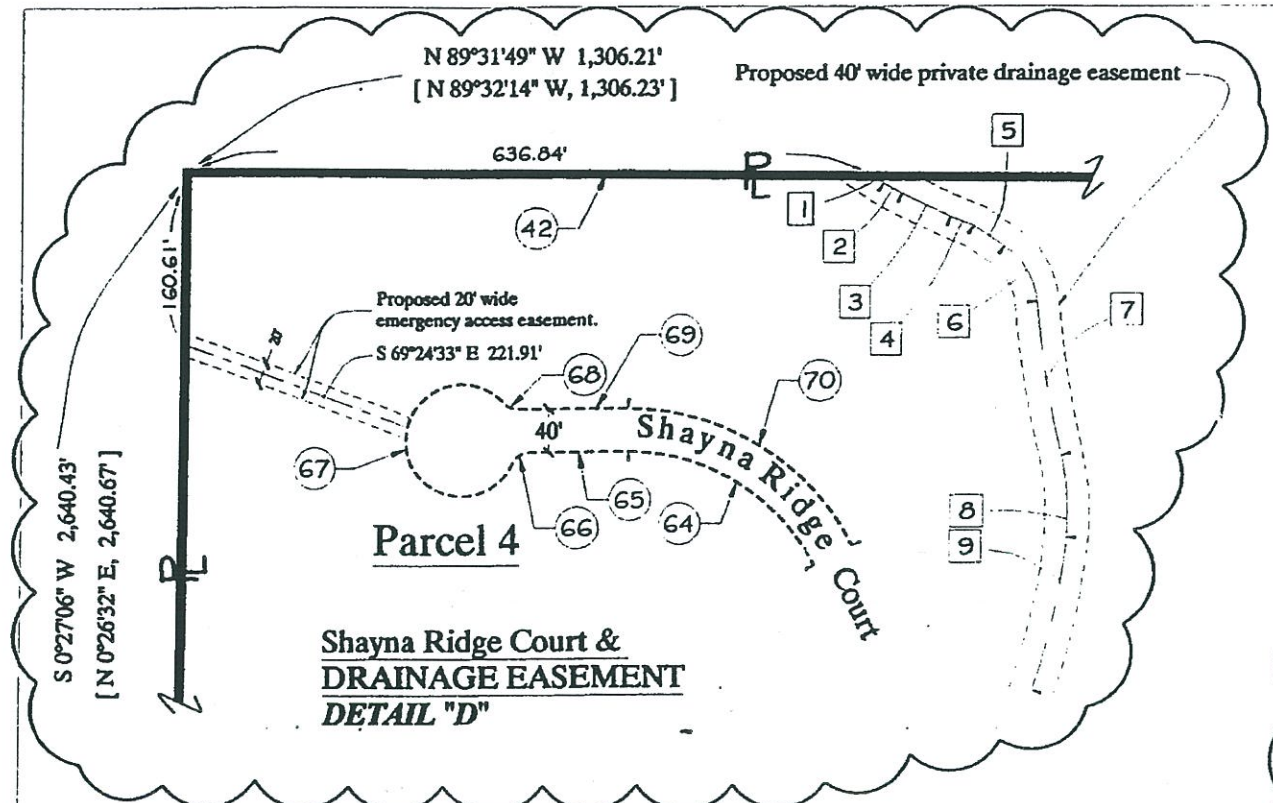 N 89°31'49" W 1,306.21'
[ N 89°32'14" W, 1,306.23' ]
Proposed 40' wide private drainage easement
5
636.84'
PL
1
42
2
160.61'
3
4
6
7
Proposed 20' wide
emergency access easement.
S 69°24'33" E 221.91'
69
68
70
40'
Shayna Ridge Court
67
65
66
64
8
9
Parcel 4
S 0°27'06" W 2,640.43'
[ N 0°26'32" E, 2,640.67' ]
PL
Shayna Ridge Court &
DRAINAGE EASEMENT
DETAIL "D"